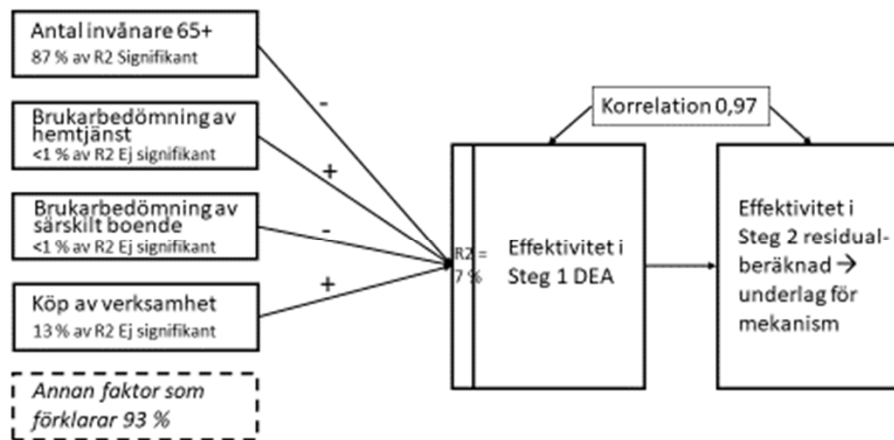 Antal invånare 65+
87 % av R2 Signifikant
-
Brukarbedömning av
hemtjänst
<1 % av R2 Ej signifikant
+
Brukarbedömning av
särskilt boende
<1 % av R2 Ej signifikant
-
Köp av verksamhet
13 % av R2 Ej signifikant
+
Annan faktor som
förklarar 93 %
R2 =
7 %
Effektivitet i
Steg 1 DEA
Korrelation 0,97
Effektivitet i
Steg 2 residual-
beräknad →
underlag för
mekanism